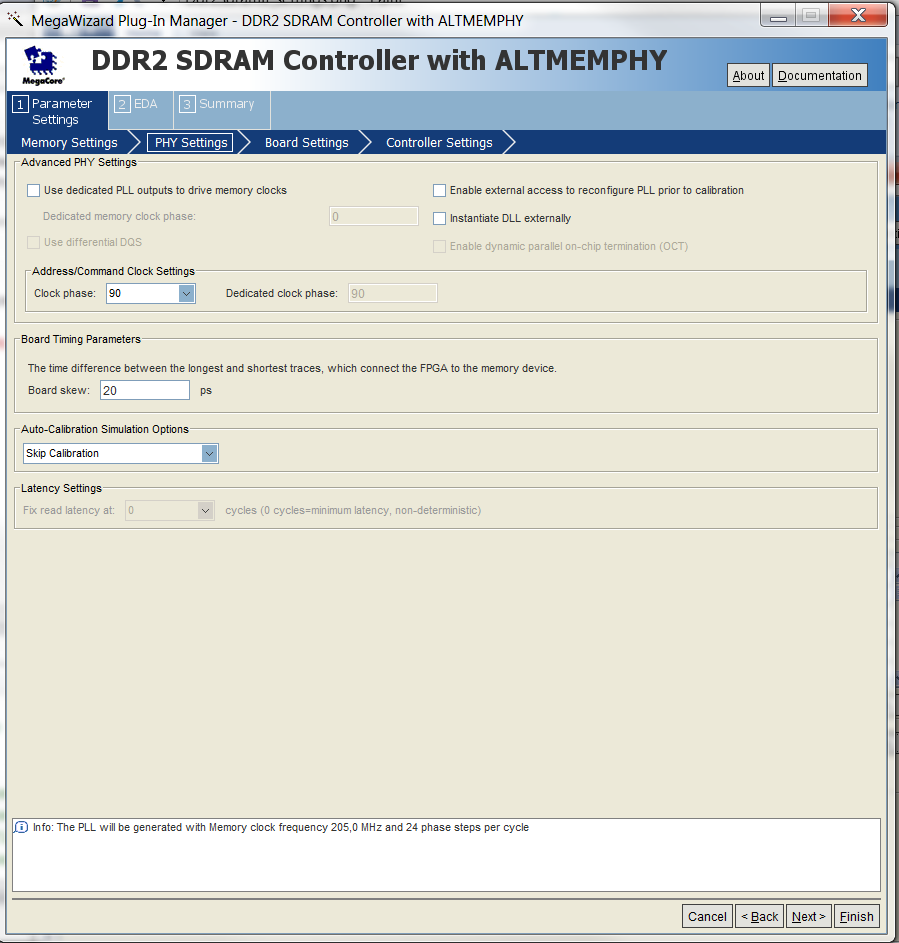 MegaWizard Plug-In Manager - DDR2 SDRAM Controller with ALTMEMPHY
MegaCore®
DDR2 SDRAM Controller with ALTMEMPHY
About
Documentation
1 Parameter
Settings
2 EDA
3 Summary
Memory Settings
PHY Settings
Board Settings
Controller Settings
Advanced PHY Settings
Use dedicated PLL outputs to drive memory clocks
Enable external access to reconfigure PLL prior to calibration
Dedicated memory clock phase: 0
Instantiate DLL externally
Use differential DQS
Enable dynamic parallel on-chip termination (OCT)
Address/Command Clock Settings
Clock phase: 90
Dedicated clock phase: 90
Board Timing Parameters
The time difference between the longest and shortest traces, which connect the FPGA to the memory device.
Board skew: 20 ps
Auto-Calibration Simulation Options
Skip Calibration
Latency Settings
Fix read latency at: 0 cycles (0 cycles=minimum latency, non-deterministic)
Info: The PLL will be generated with Memory clock frequency 205,0 MHz and 24 phase steps per cycle
Cancel
< Back
Next >
Finish